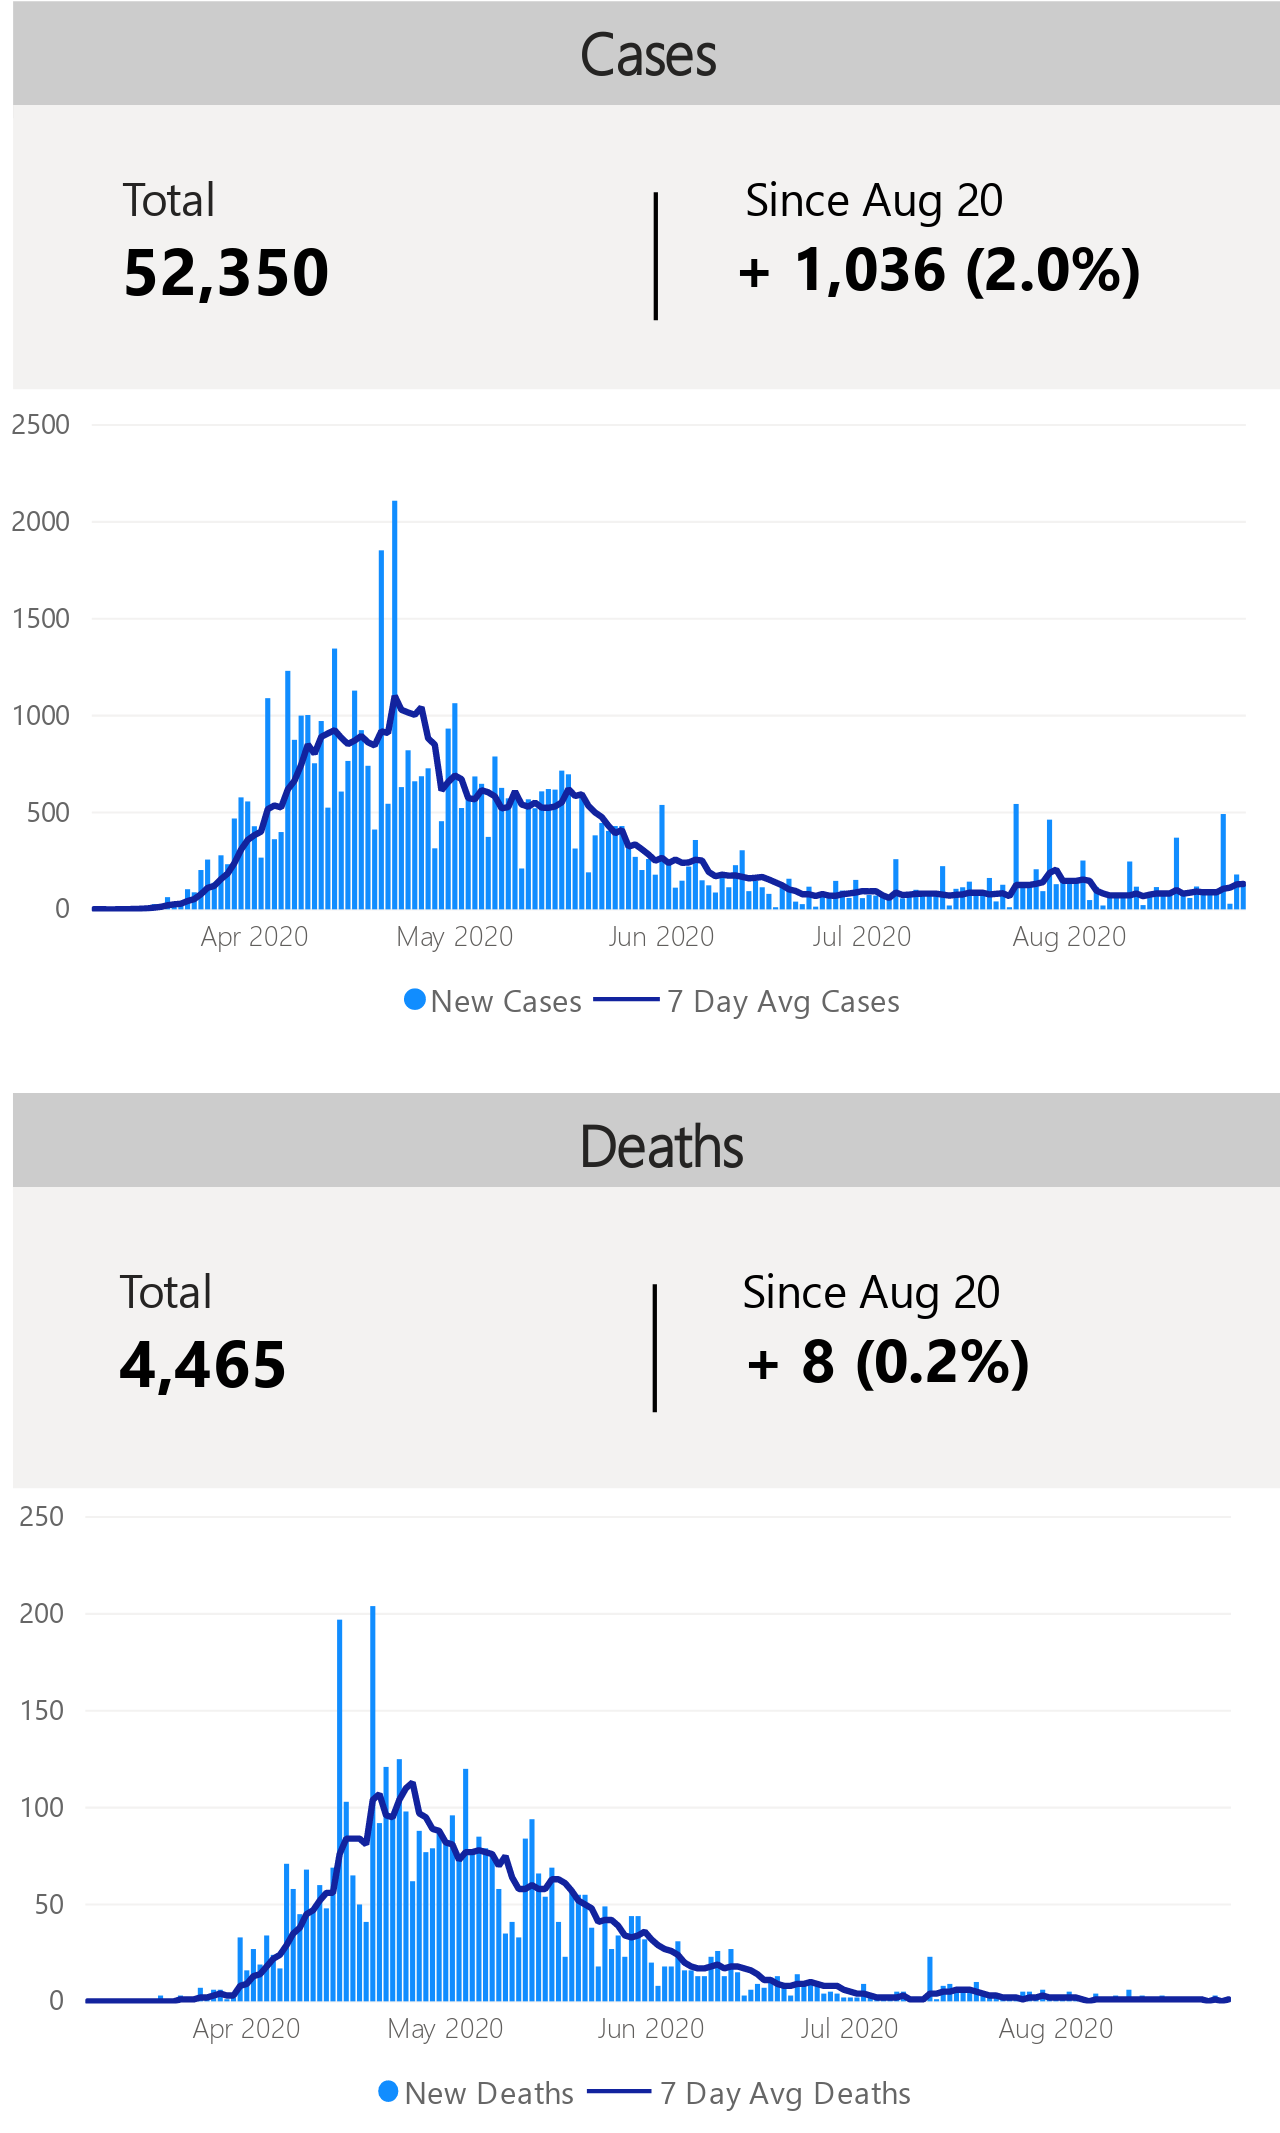 Cases
Total
Since Aug 20
52,350
+ 1,036 (2.0%)
2500
2000
1500
1000
500
0
Apr 2020
May 2020
Jun 2020
Jul 2020
Aug 2020
New Cases
7 Day Avg Cases
Deaths
Total
Since Aug 20
4,465
+ 8 (0.2%)
250
200
150
100
50
0
Apr 2020
May 2020
Jun 2020
Jul 2020
Aug 2020
New Deaths
7 Day Avg Deaths